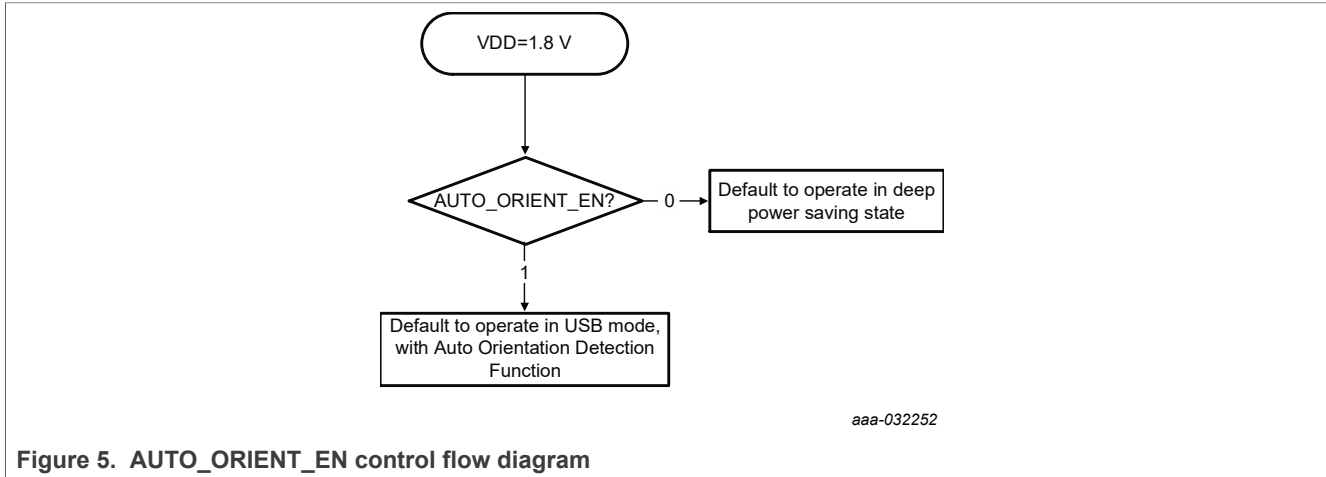 VDD=1.8 V
AUTO_ORIENT_EN?
0
Default to operate in deep
power saving state
1
Default to operate in USB mode,
with Auto Orientation Detection
Function
aaa-032252
Figure 5. AUTO_ORIENT_EN control flow diagram